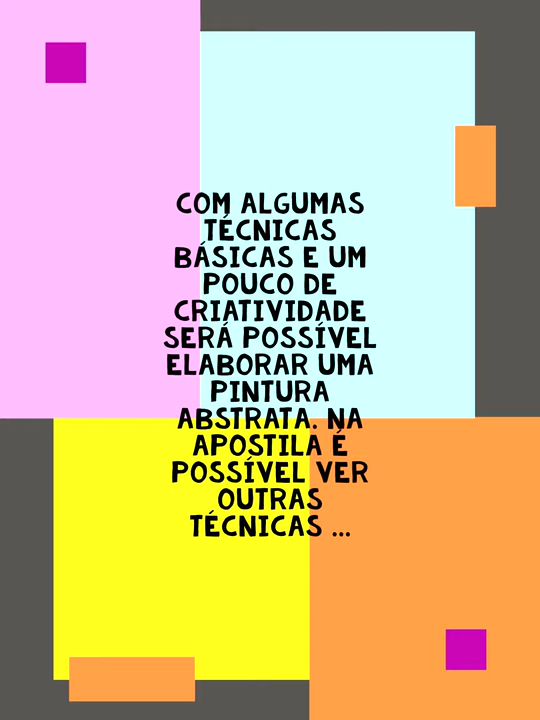 COM ALGUMAS
TÉCNICAS
BÁSICAS E UM
POUCO DE
CRIATIVIDADE
SERÁ POSSÍVEL
ELABORAR UMA
PINTURA
ABSTRATA. NA
APOSTILA É
POSSÍVEL VER
OUTRAS
TÉCNICAS ...